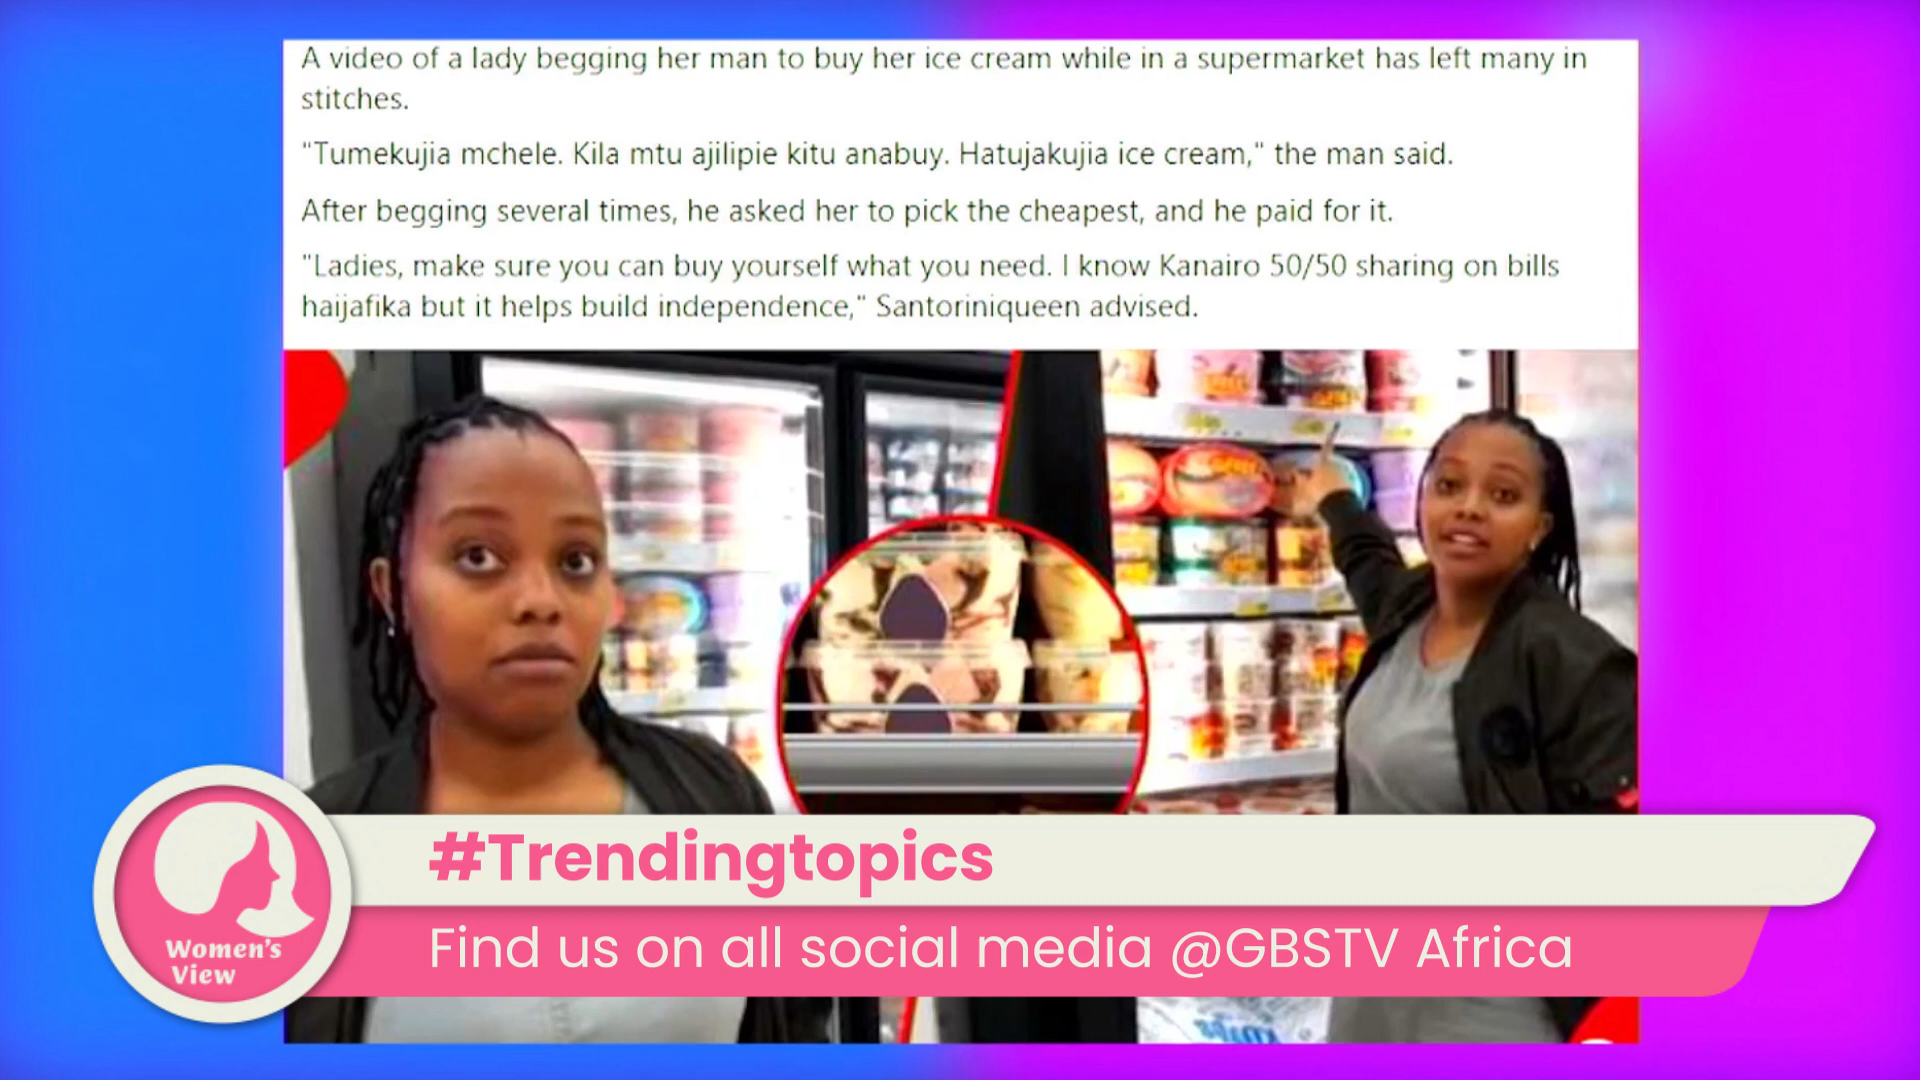 A video of a lady begging her man to buy her ice cream while in a supermarket has left many in
stitches.
"Tumekujia mchele. Kila mtu ajilipie kitu anabuy. Hatujakujia ice cream," the man said.
After begging several times, he asked her to pick the cheapest, and he paid for it.
"Ladies, make sure you can buy yourself what you need. I know Kanairo 50/50 sharing on bills
haijafika but it helps build independence," Santoriniqueen advised.
#Trendingtopics
Find us on all social media @GBSTV Africa
Women's
View